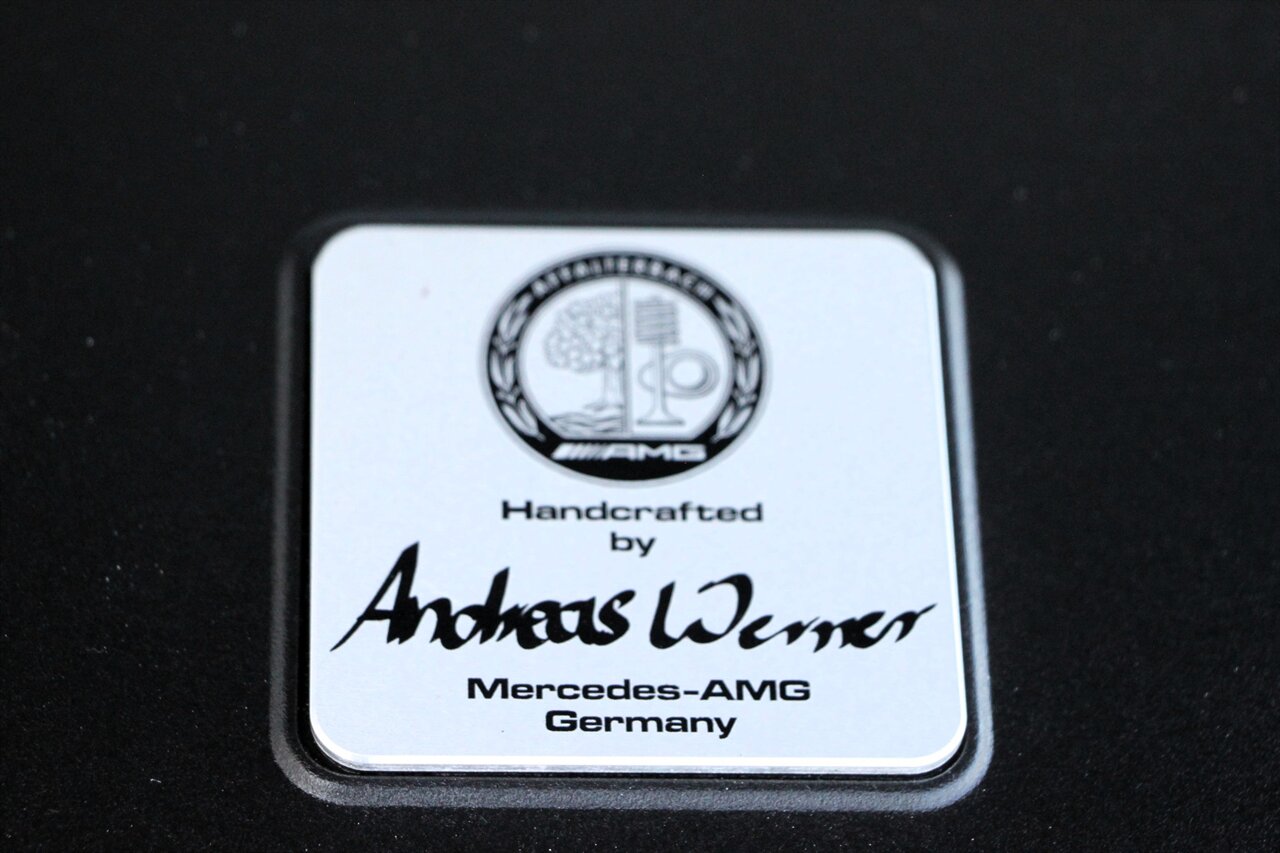 AFFALTERBACH
AMG
Handcrafted
by
Andreas Werner
Mercedes-AMG
Germany